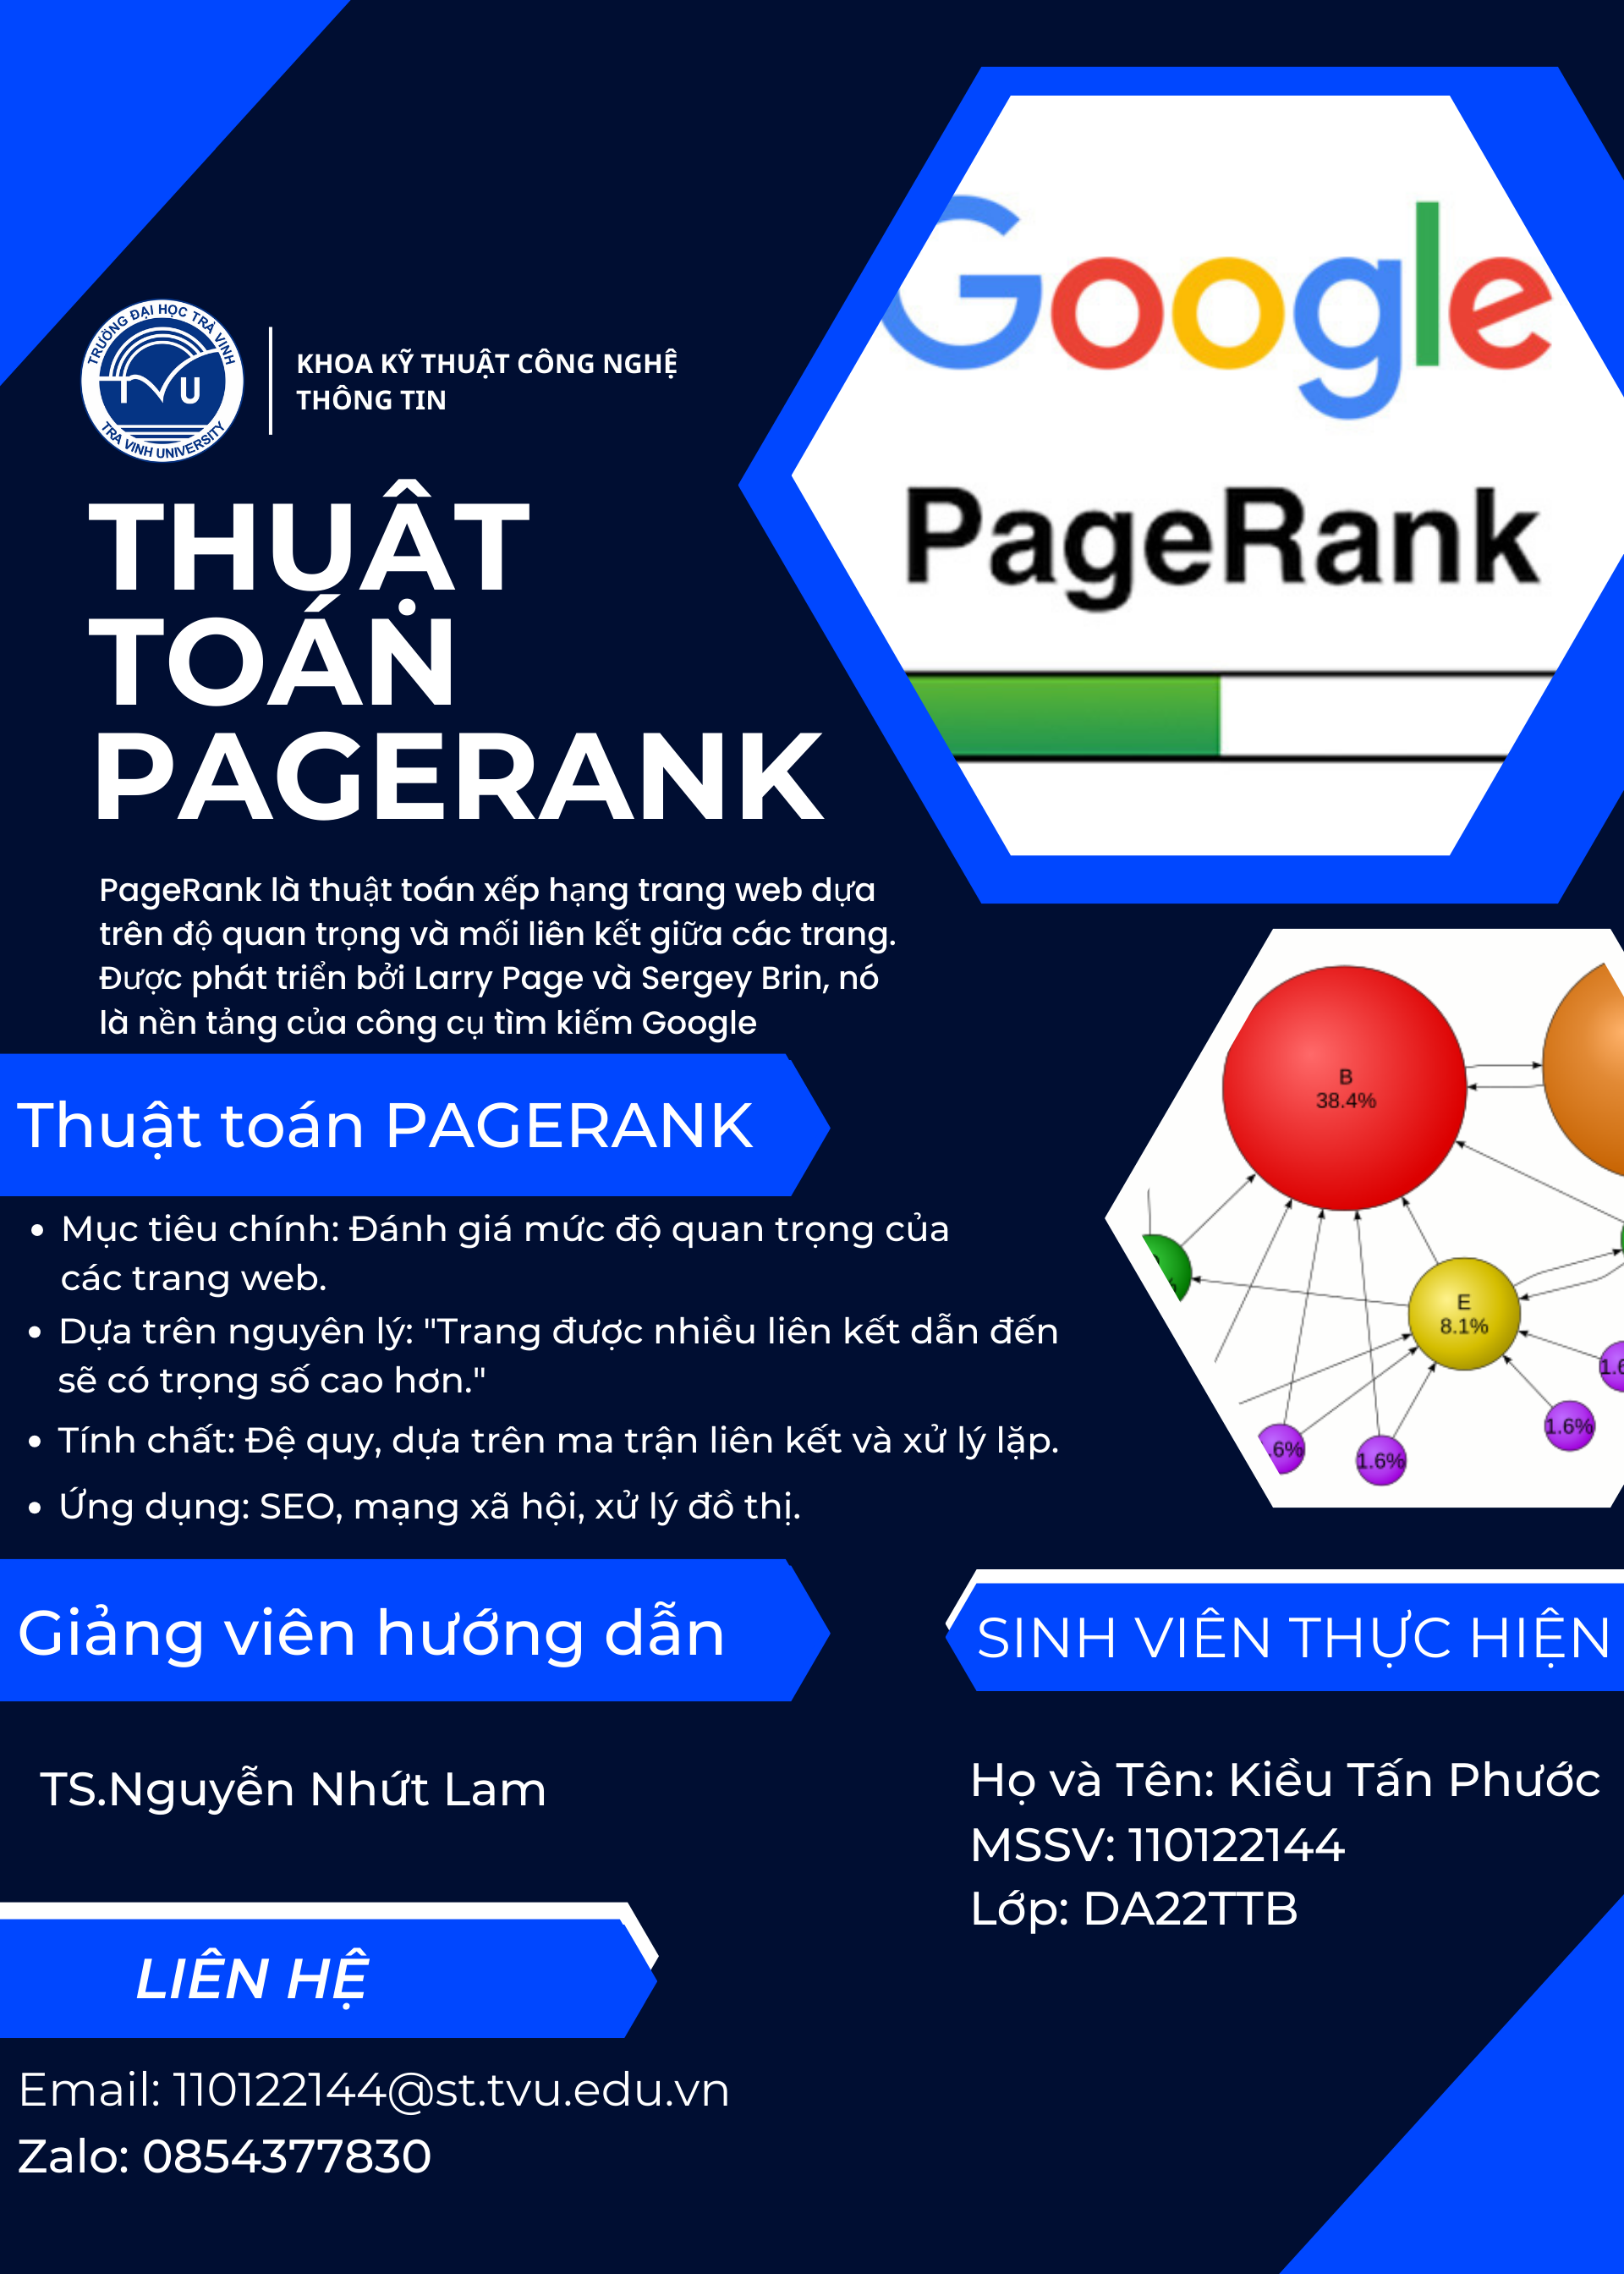 TRƯỜNG ĐẠI HỌC TRÀ VINH
TVU
TRA VINH UNIVERSITY
KHOA KỸ THUẬT CÔNG NGHỆ
THÔNG TIN
Google
PageRank
THUẬT
TOÁN
PAGERANK
PageRank là thuật toán xếp hạng trang web dựa
trên độ quan trọng và mối liên kết giữa các trang.
Được phát triển bởi Larry Page và Sergey Brin, nó
là nền tảng của công cụ tìm kiếm Google
B
38.4%
E
8.1%
1.6%
1.6%
Thuật toán PAGERANK
• Mục tiêu chính: Đánh giá mức độ quan trọng của
các trang web.
• Dựa trên nguyên lý: "Trang được nhiều liên kết dẫn đến
sẽ có trọng số cao hơn."
• Tính chất: Đệ quy, dựa trên ma trận liên kết và xử lý lặp.
• Ứng dụng: SEO, mạng xã hội, xử lý đồ thị.
Giảng viên hướng dẫn
TS.Nguyễn Nhứt Lam
SINH VIÊN THỰC HIỆN
Họ và Tên: Kiều Tấn Phước
MSSV: 110122144
Lớp: DA22TTB
LIÊN HỆ
Email: 110122144@st.tvu.edu.vn
Zalo: 0854377830